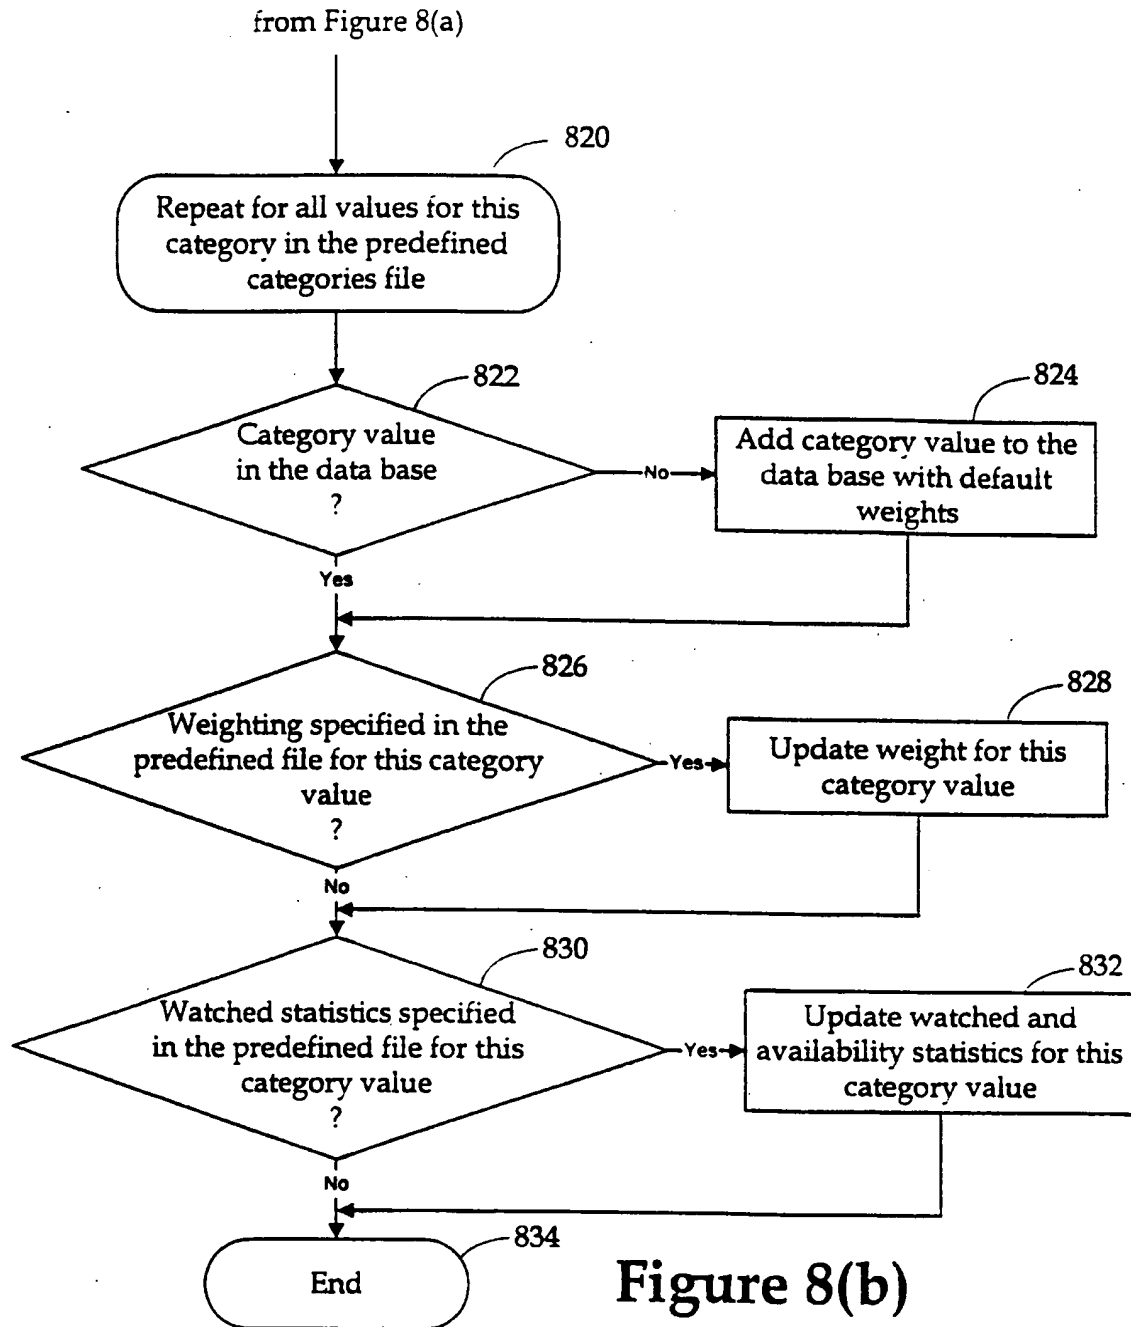 from Figure 8(a)
820
Repeat for all values for this
category in the predefined
categories file
822
Category value
in the data base
?
No
824
Add category value to the
data base with default
weights
Yes
826
Weighting specified in the
predefined file for this category
value
?
Yes
828
Update weight for this
category value
No
830
Watched statistics specified
in the predefined file for this
category value
?
Yes
832
Update watched and
availability statistics for this
category value
No
834
End
Figure 8(b)